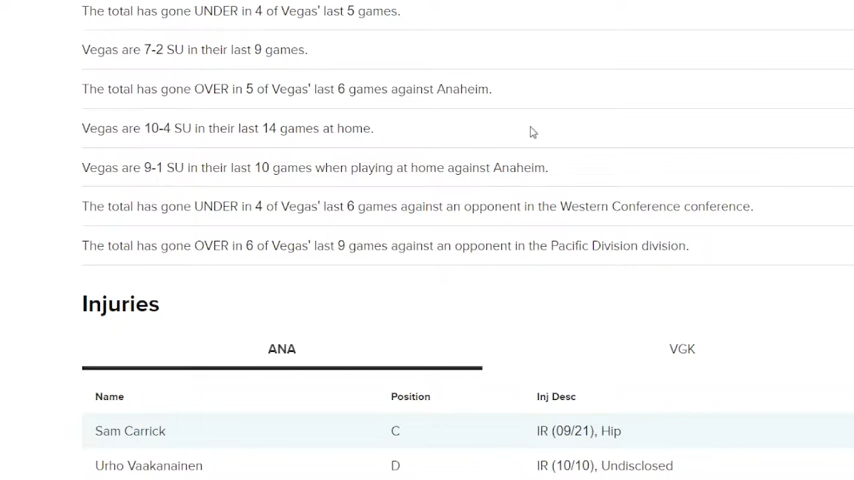 The total has gone UNDER in 4 of Vegas' last 5 games.
Vegas are 7-2 SU in their last 9 games.
The total has gone OVER in 5 of Vegas' last 6 games against Anaheim.
Vegas are 10-4 SU in their last 14 games at home.
Vegas are 9-1 SU in their last 10 games when playing at home against Anaheim.
The total has gone UNDER in 4 of Vegas' last 6 games against an opponent in the Western Conference conference.
The total has gone OVER in 6 of Vegas' last 9 games against an opponent in the Pacific Division division.
Injuries
ANA VGK
Name Position Inj Desc
Sam Carrick C IR (09/21), Hip
Urho Vaakanainen D IR (10/10), Undisclosed